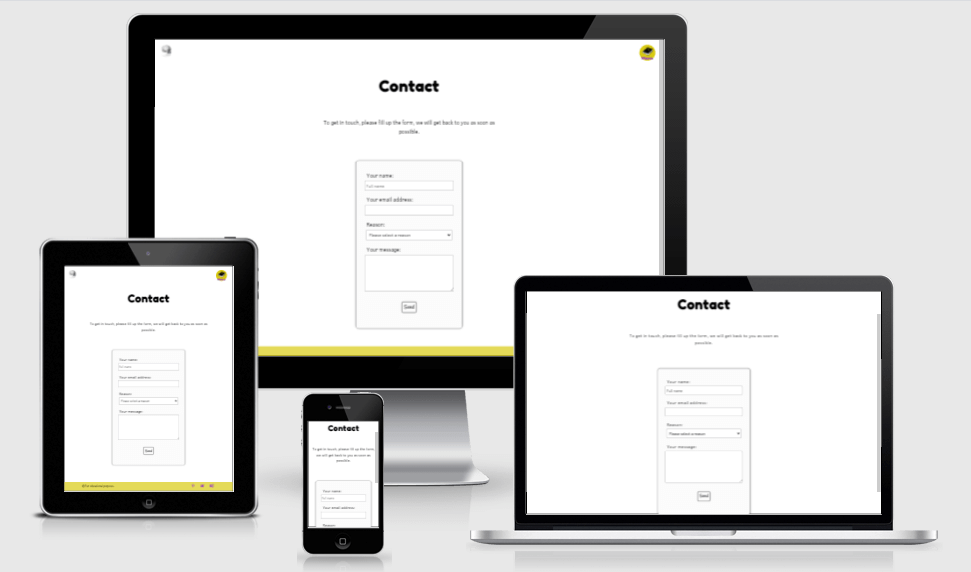 Contact
To get in touch, please fill up the form, we will get back to you as soon as
possible.
Your name:
Full name
Your email address:
Reason:
Please select a reason
Your message:
Send
Contact
To get in touch, please fill up the form, we will get back to you as soon as
possible.
Your name:
Full name
Your email address:
Reason:
Please select a reason
Your message:
Send
Contact
To get in touch, please fill up the form,
we will get back to you as soon as
possible.
Your name:
Full name
Your email address:
Reason:
Contact
To get in touch, please fill up the form, we will get back to you as soon as
possible.
Your name:
Full name
Your email address:
Reason:
Please select a reason
Your message:
Send